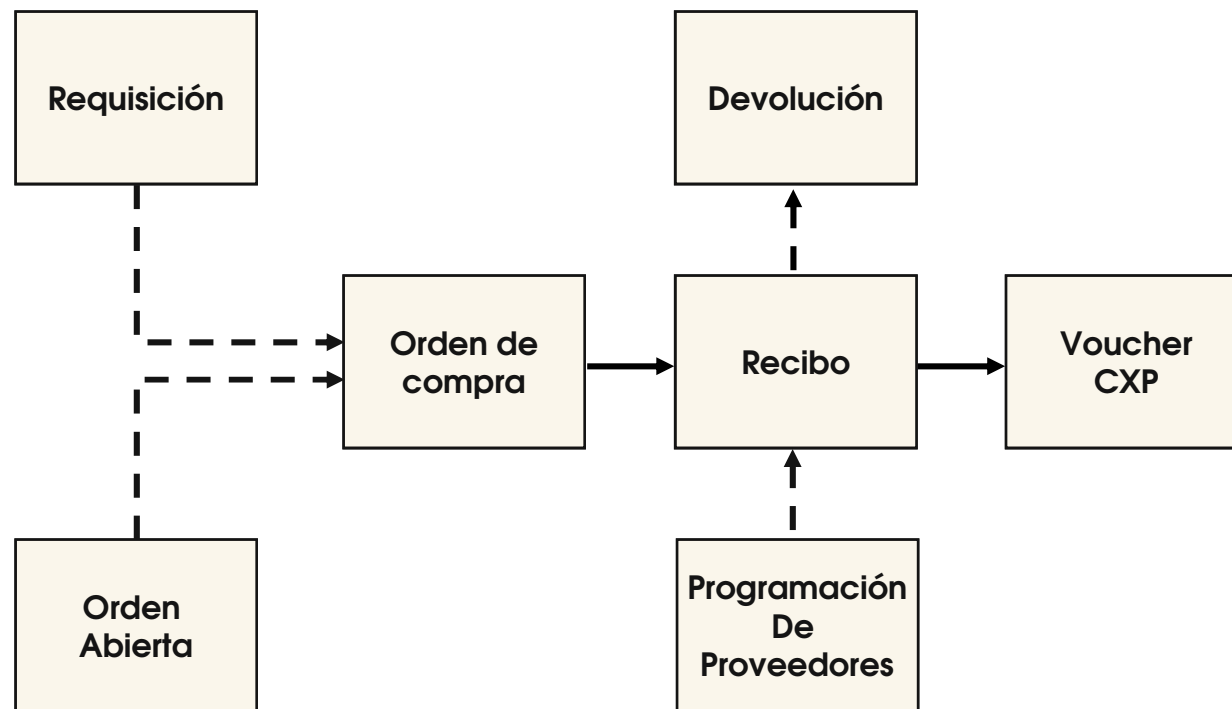 Requisición
Devolución
Orden de
compra
Recibo
Voucher
CXP
Orden
Abierta
Programación
De
Proveedores